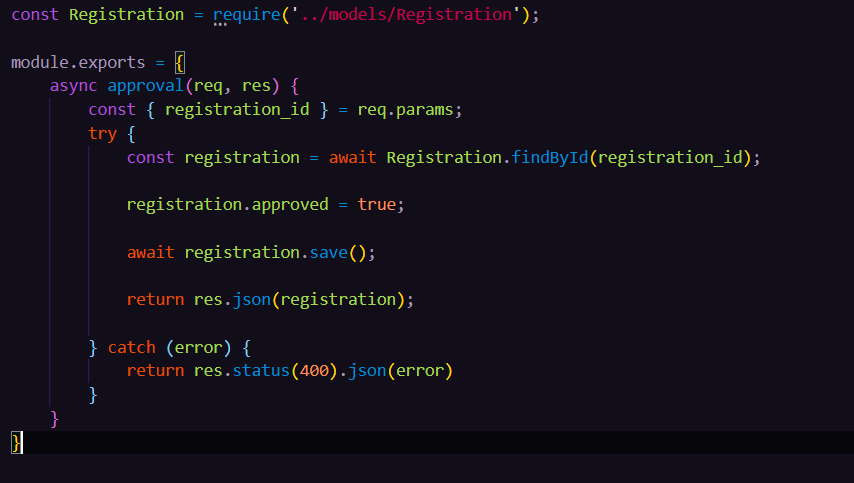 const Registration = require('../models/Registration');
module.exports = {
async approval(req, res) {
const { registration_id } = req.params;
try {
const registration = await Registration.findById(registration_id);
registration.approved = true;
await registration.save();
return res.json(registration);
} catch (error) {
return res.status(400).json(error)
}
}
}